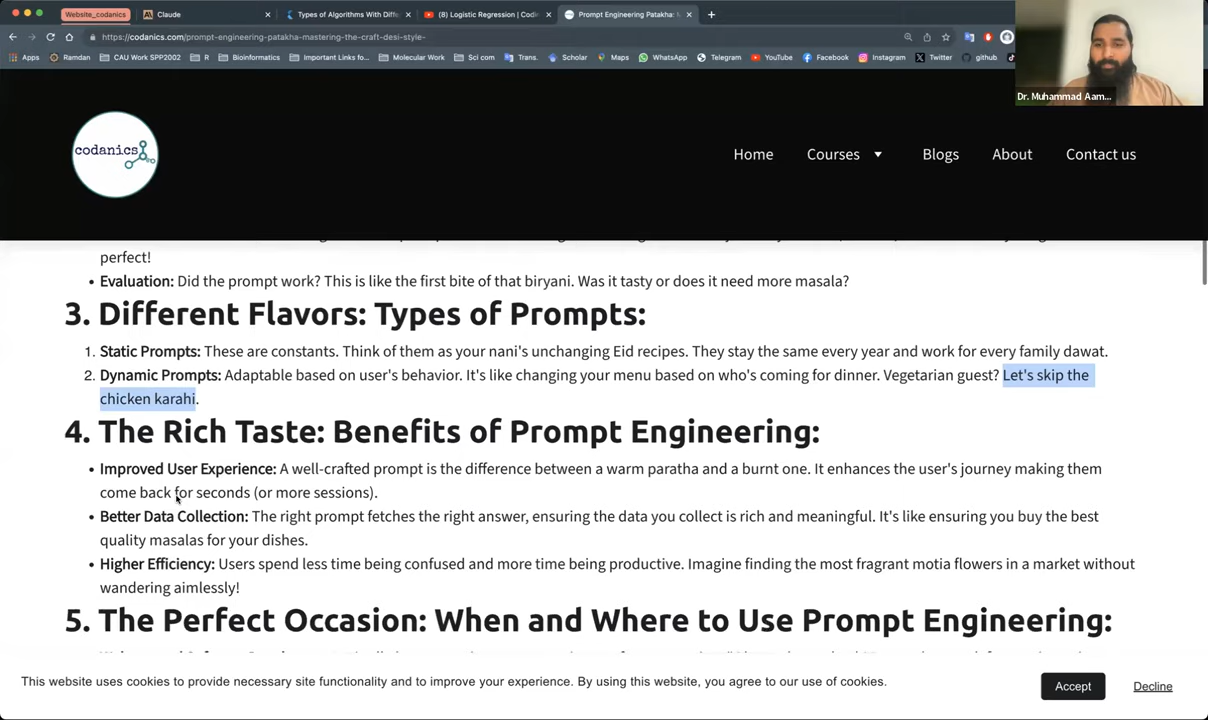 Website_codanics
Claude
Types of Algorithms With Diffe
(8) Logistic Regression | Codi
Prompt Engineering Patakha: M
https://codanics.com/prompt-engineering-patakha-mastering-the-craft-desi-style-
Apps Ramdan CAU Work SPP2002 R Bioinformatics Important Links fo... Molecular Work Sci com Trans. Scholar Maps WhatsApp Telegram YouTube Facebook Instagram Twitter github
Dr. Muhammad Aam...
codanics
Home Courses Blogs About Contact us
perfect!
• Evaluation: Did the prompt work? This is like the first bite of that biryani. Was it tasty or does it need more masala?
3. Different Flavors: Types of Prompts:
1. Static Prompts: These are constants. Think of them as your nani's unchanging Eid recipes. They stay the same every year and work for every family dawat.
2. Dynamic Prompts: Adaptable based on user's behavior. It's like changing your menu based on who's coming for dinner. Vegetarian guest? Let's skip the
chicken karahi.
4. The Rich Taste: Benefits of Prompt Engineering:
• Improved User Experience: A well-crafted prompt is the difference between a warm paratha and a burnt one. It enhances the user's journey making them
come back for seconds (or more sessions).
• Better Data Collection: The right prompt fetches the right answer, ensuring the data you collect is rich and meaningful. It's like ensuring you buy the best
quality masalas for your dishes.
• Higher Efficiency: Users spend less time being confused and more time being productive. Imagine finding the most fragrant motia flowers in a market without
wandering aimlessly!
5. The Perfect Occasion: When and Where to Use Prompt Engineering:
This website uses cookies to provide necessary site functionality and to improve your experience. By using this website, you agree to our use of cookies.
Accept
Decline